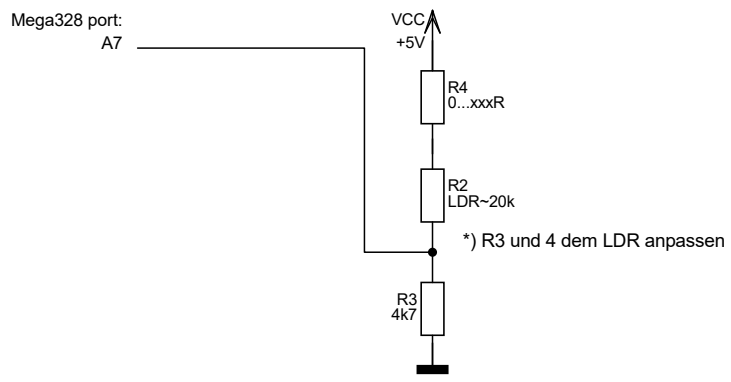 Mega328 port:
A7
VCC
+5V
R4
0...xxxR
R2
LDR~20k
*) R3 und 4 dem LDR anpassen
R3
4k7